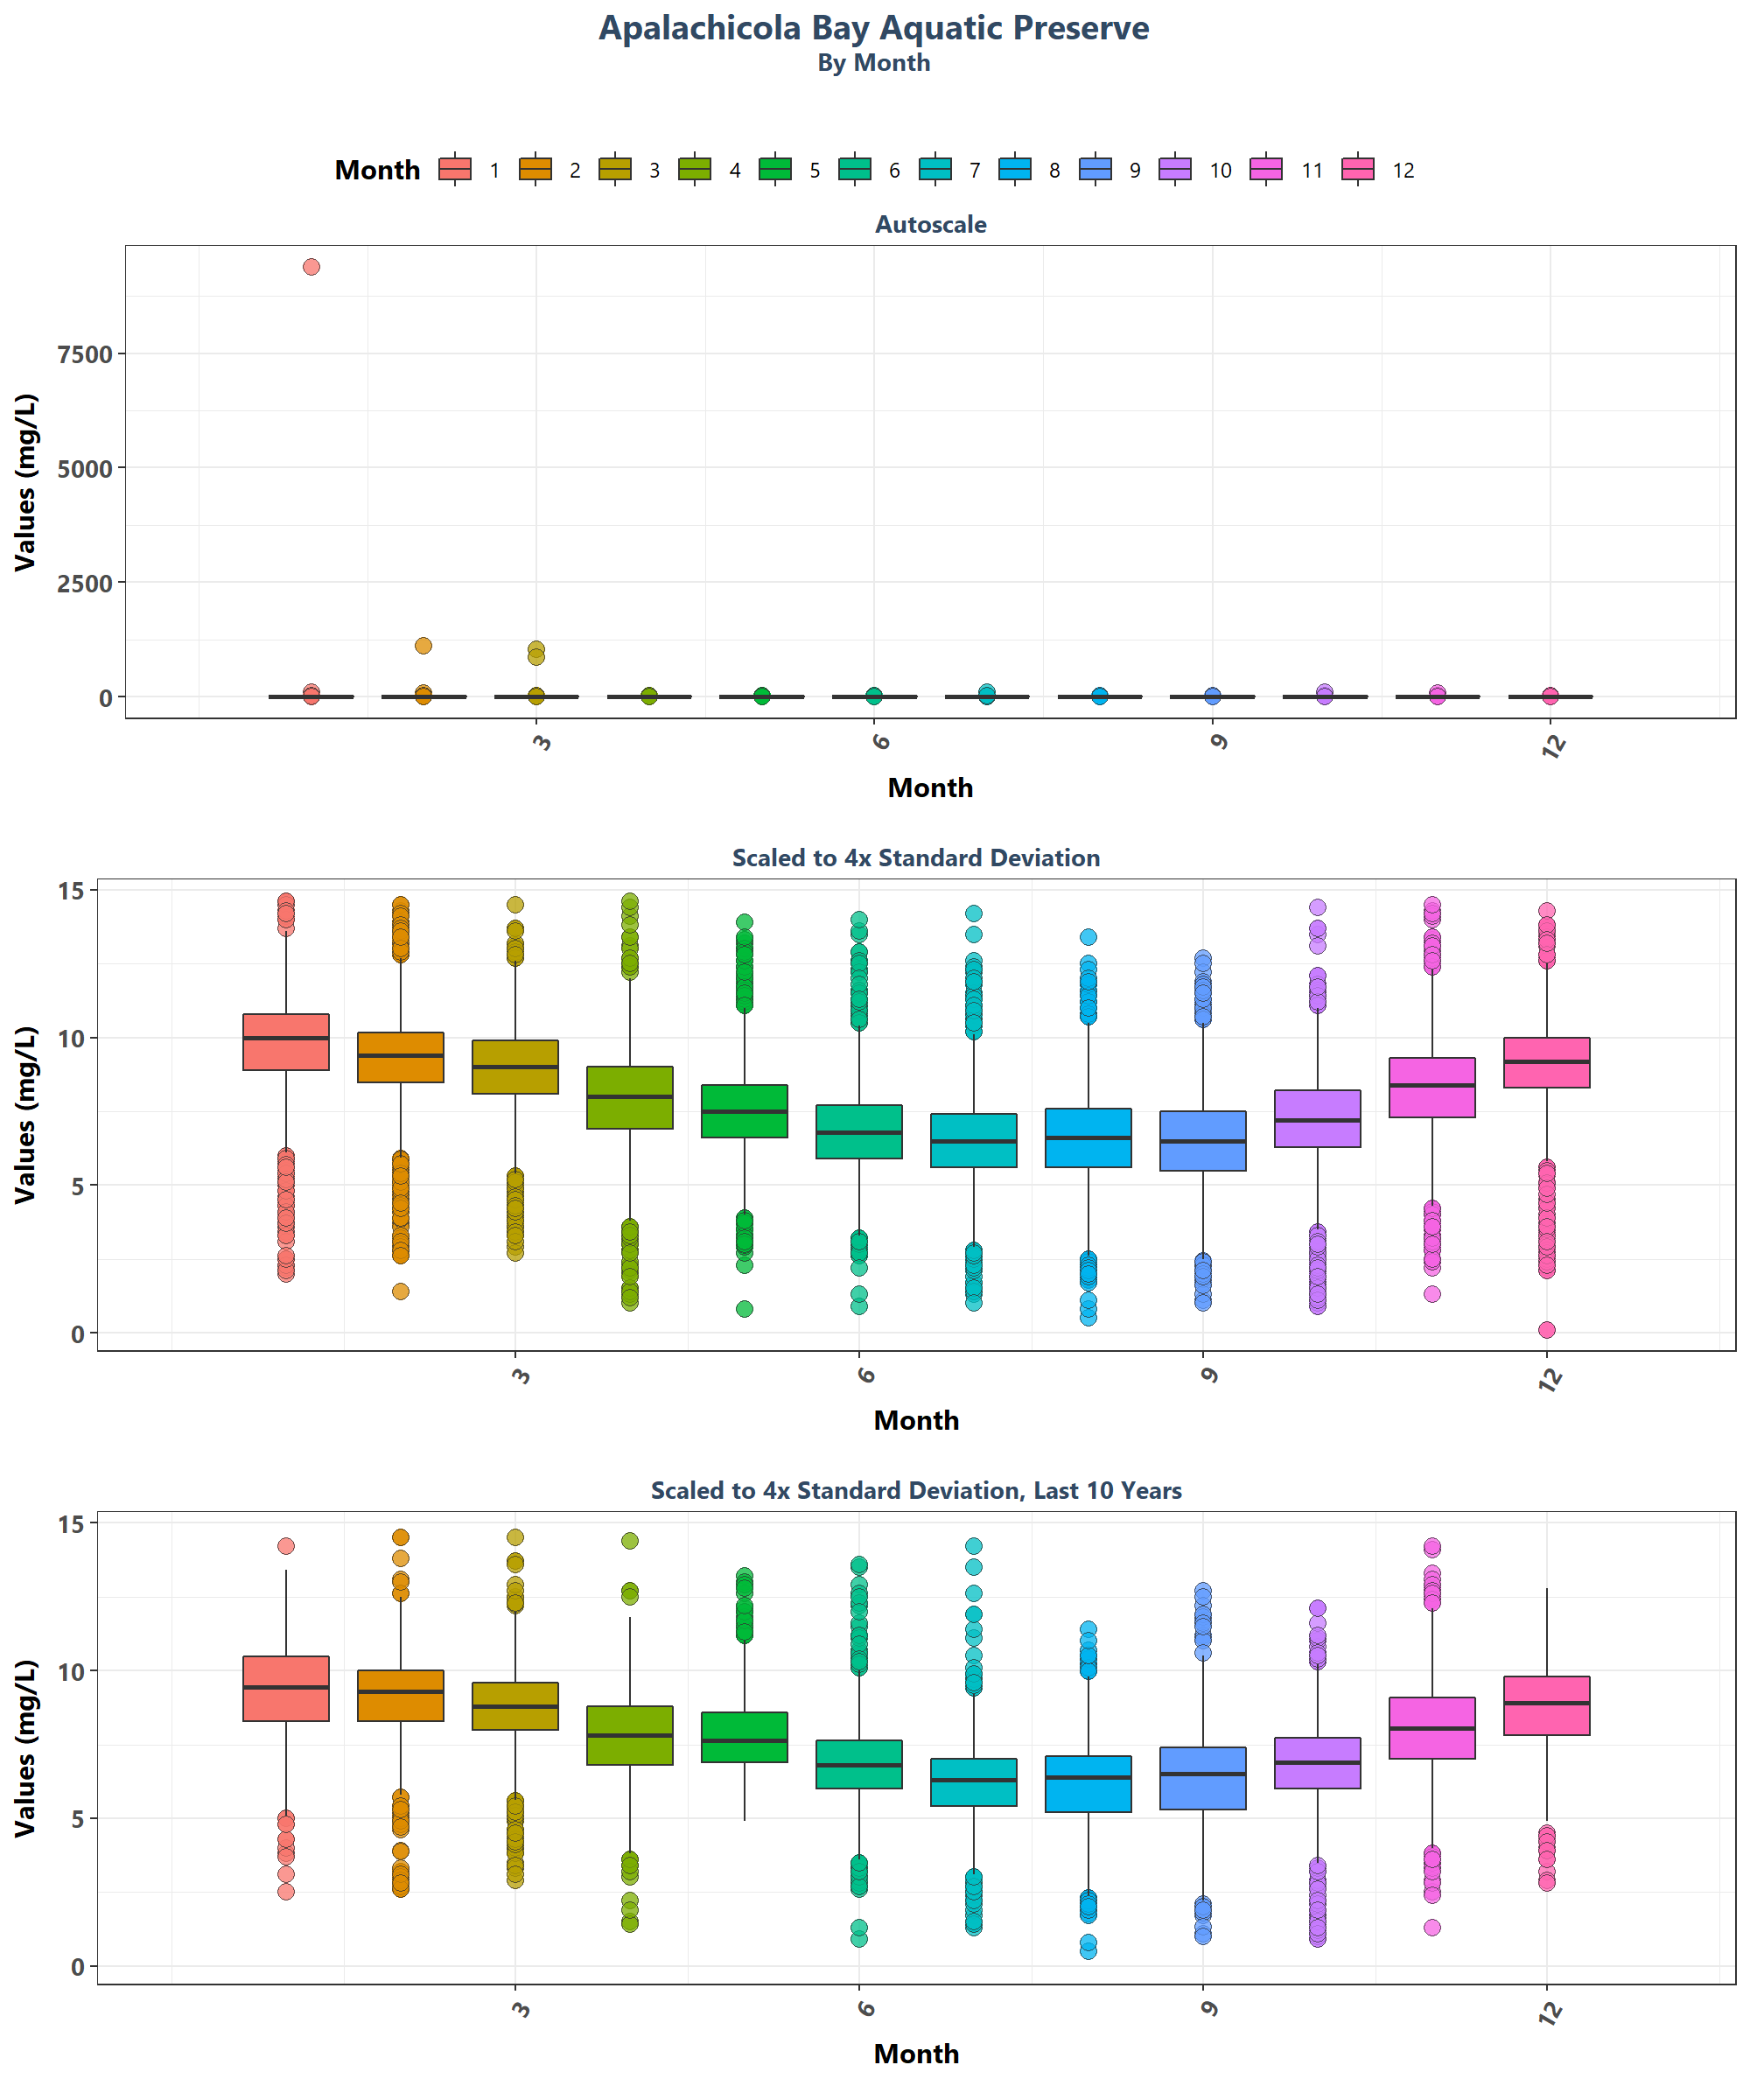 Apalachicola Bay Aquatic Preserve
By Month
Month 1 2 3 4 5 6 7 8 9 10 11 12
Autoscale
Values (mg/L)
7500
5000
2500
0
3 6 9 12
Month
Scaled to 4x Standard Deviation
Values (mg/L)
15
10
5
0
3 6 9 12
Month
Scaled to 4x Standard Deviation, Last 10 Years
Values (mg/L)
15
10
5
0
3 6 9 12
Month